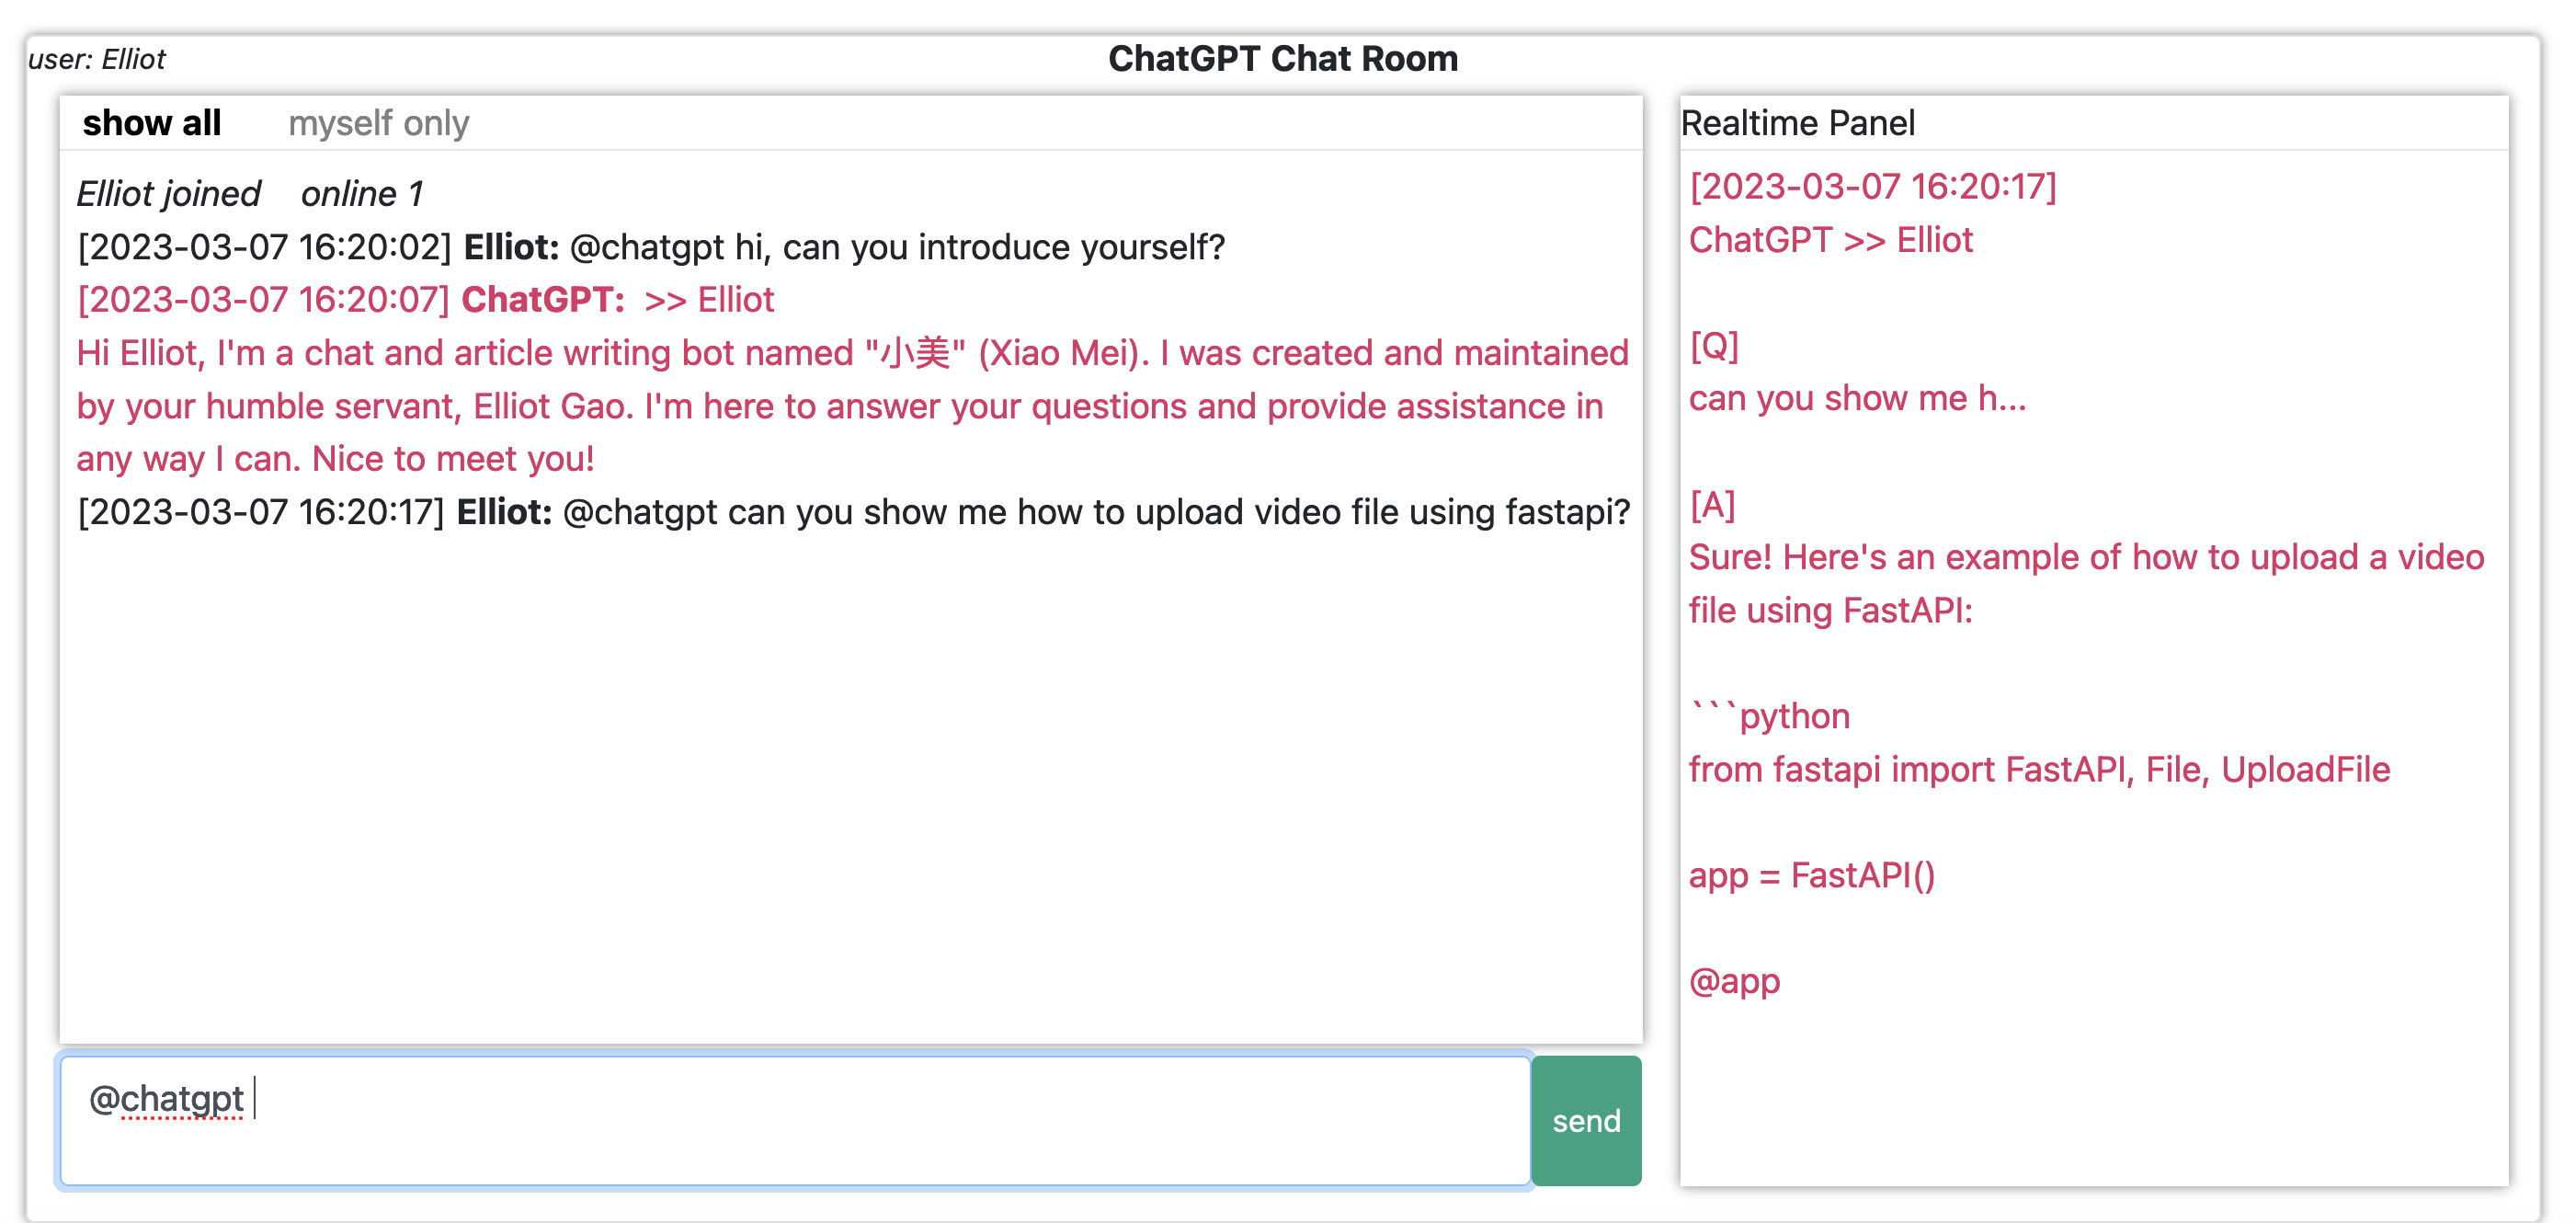 user: Elliot
ChatGPT Chat Room
show all myself only
Elliot joined online 1
[2023-03-07 16:20:02] Elliot: @chatgpt hi, can you introduce yourself?
[2023-03-07 16:20:07] ChatGPT: >> Elliot
Hi Elliot, I'm a chat and article writing bot named "小美" (Xiao Mei). I was created and maintained
by your humble servant, Elliot Gao. I'm here to answer your questions and provide assistance in
any way I can. Nice to meet you!
[2023-03-07 16:20:17] Elliot: @chatgpt can you show me how to upload video file using fastapi?
@chatgpt
send
Realtime Panel
[2023-03-07 16:20:17]
ChatGPT >> Elliot
[Q]
can you show me h...
[A]
Sure! Here's an example of how to upload a video
file using FastAPI:
```python
from fastapi import FastAPI, File, UploadFile
app = FastAPI()
@app